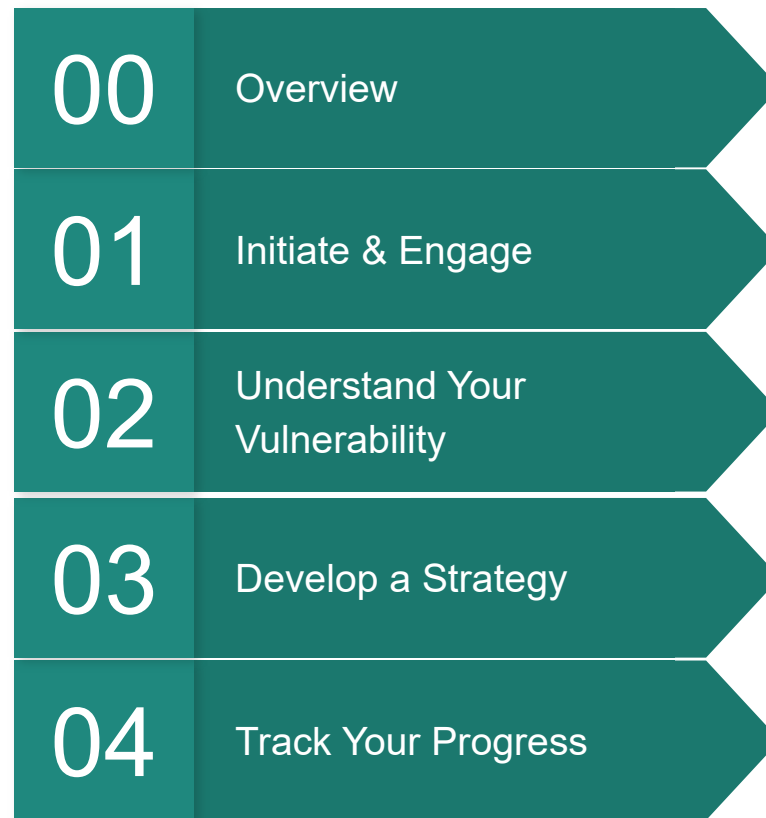 00
Overview
01
Initiate & Engage
02
Understand Your
Vulnerability
03
Develop a Strategy
04
Track Your Progress